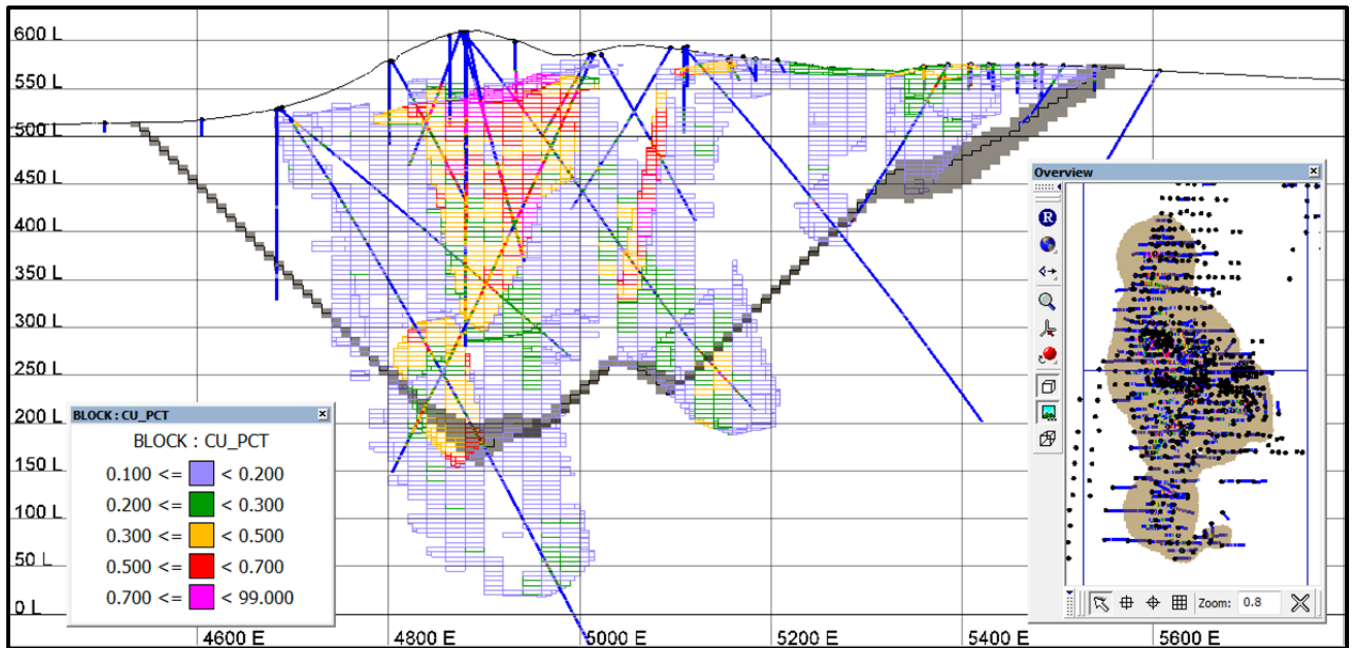 600 L
550 L
500 L
450 L
400 L
350 L
300 L
250 L
200 L
150 L
100 L
50 L
0 L
4600 E 4800 E 5000 E 5200 E 5400 E 5600 E
BLOCK : CU_PCT
BLOCK : CU_PCT
0.100 <= < 0.200
0.200 <= < 0.300
0.300 <= < 0.500
0.500 <= < 0.700
0.700 <= < 99.000
Overview
R
Zoom: 0.8